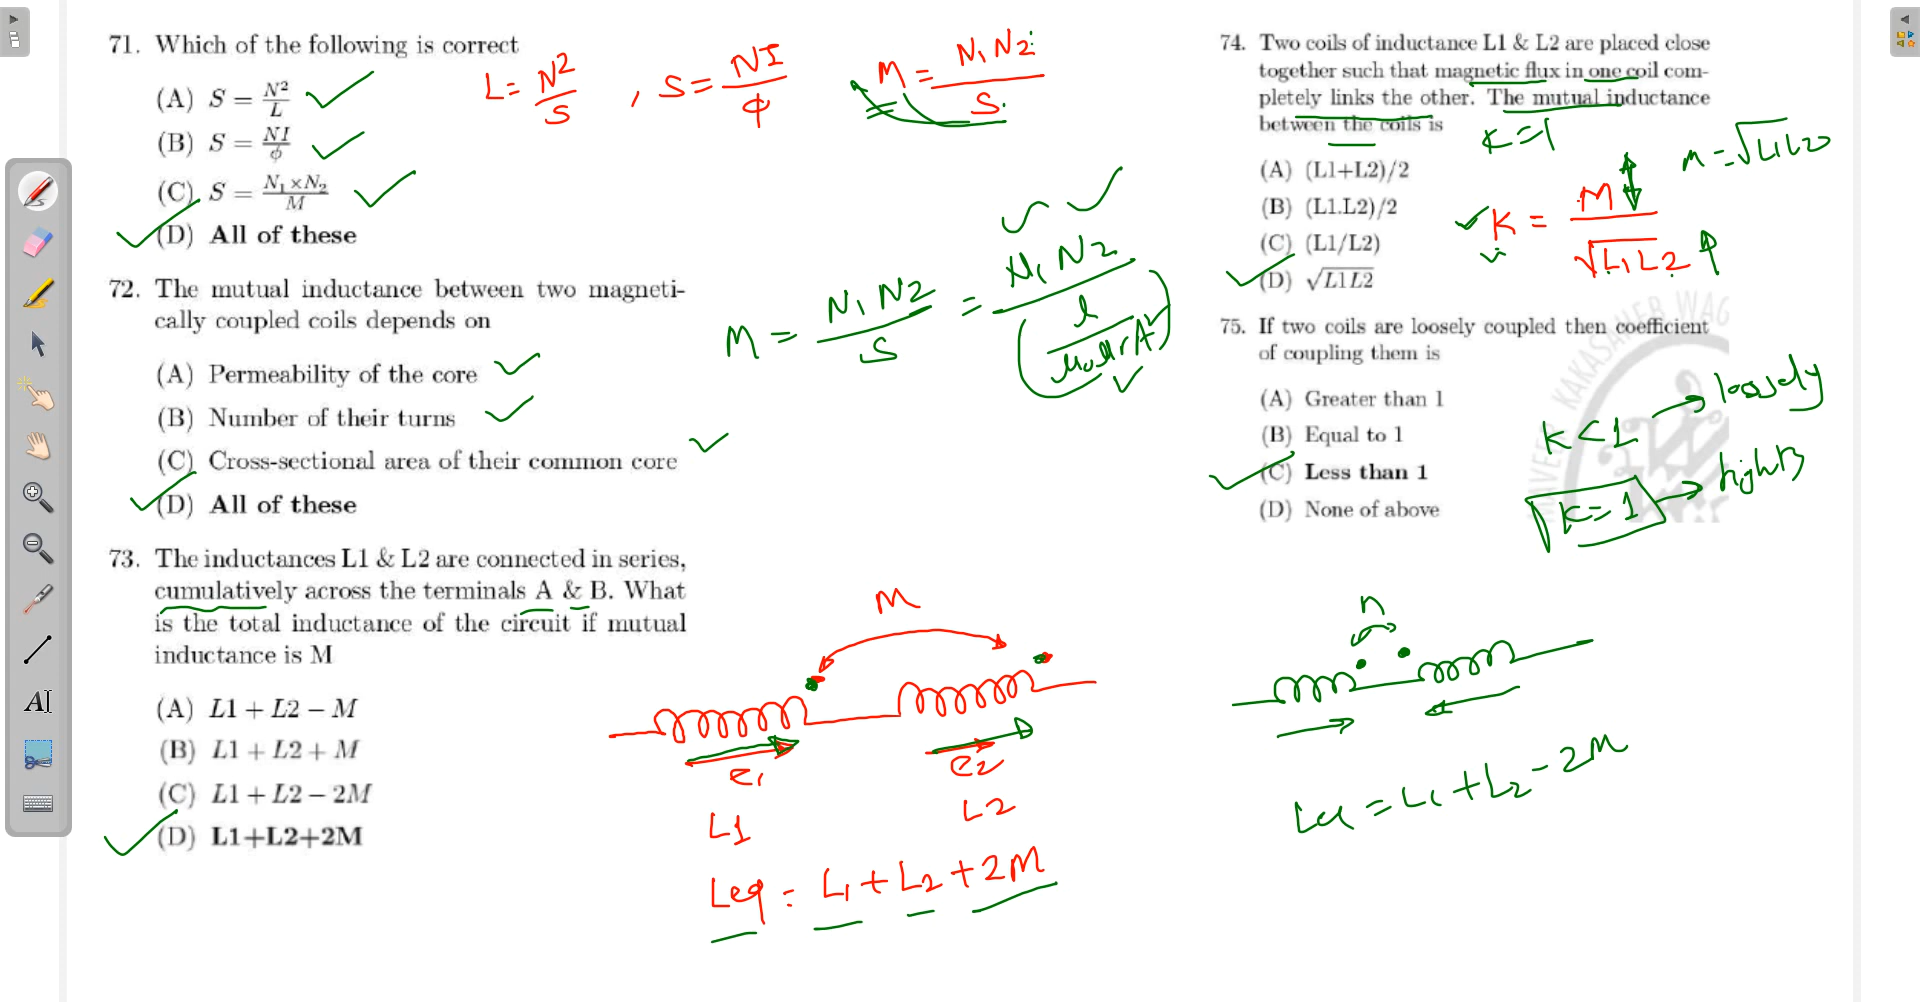 71. Which of the following is correct
(A) S = N²/L
(B) S = NI/ϕ
(C) S = N₁×N₂/M
(D) All of these
L = N²/S , S = NI/ϕ
M = N₁N₂/S
72. The mutual inductance between two magneti-
cally coupled coils depends on
(A) Permeability of the core
(B) Number of their turns
(C) Cross-sectional area of their common core
(D) All of these
M = N₁N₂/S = N₁N₂/(l/μ₀μrA)
73. The inductances L1 & L2 are connected in series,
cumulatively across the terminals A & B. What
is the total inductance of the circuit if mutual
inductance is M
(A) L1 + L2 − M
(B) L1 + L2 + M
(C) L1 + L2 − 2M
(D) L1+L2+2M
M
e₁
e₂
L1
L2
Leq = L₁ + L₂ + 2M
74. Two coils of inductance L1 & L2 are placed close
together such that magnetic flux in one coil com-
pletely links the other. The mutual inductance
between the coils is
K=1
M = √L1L2
(A) (L1+L2)/2
(B) (L1.L2)/2
(C) (L1/L2)
(D) √L1L2
K = M/√L₁L₂
75. If two coils are loosely coupled then coefficient
of coupling them is
(A) Greater than 1
(B) Equal to 1
(C) Less than 1
(D) None of above
K < 1
loosely
K = 1
Leq = L₁ + L₂ − 2M
AI